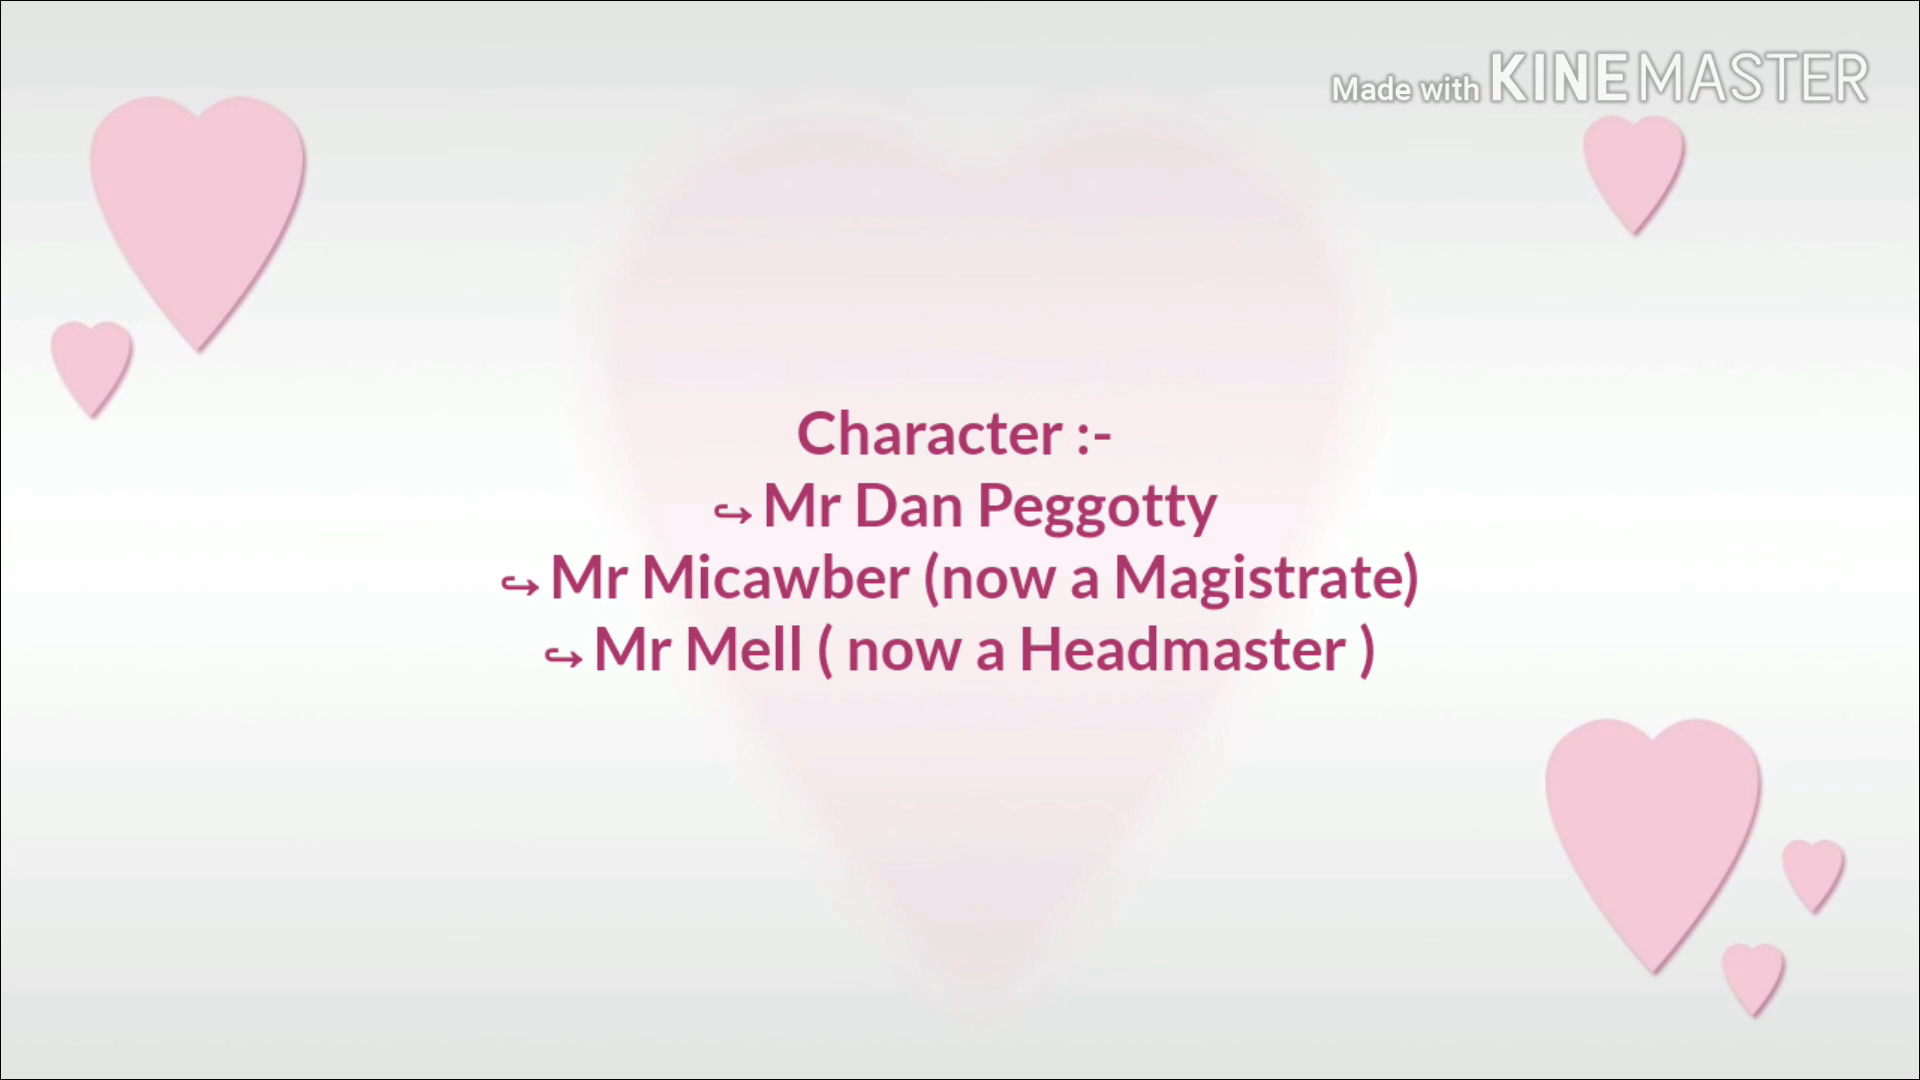 Made with KINEMASTER
Character :-
↪ Mr Dan Peggotty
↪ Mr Micawber (now a Magistrate)
↪ Mr Mell ( now a Headmaster )